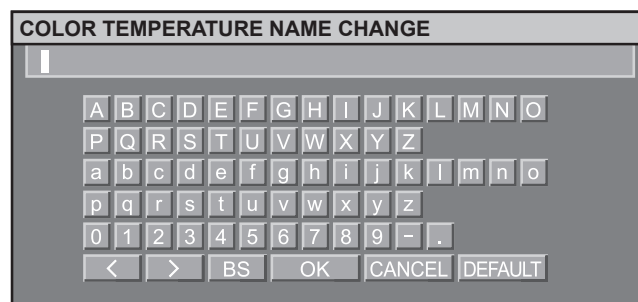 COLOR TEMPERATURE NAME CHANGE
A B C D E F G H I J K L M N O
P Q R S T U V W X Y Z
a b c d e f g h i j k l m n o
p q r s t u v w x y z
0 1 2 3 4 5 6 7 8 9 - .
< > BS OK CANCEL DEFAULT